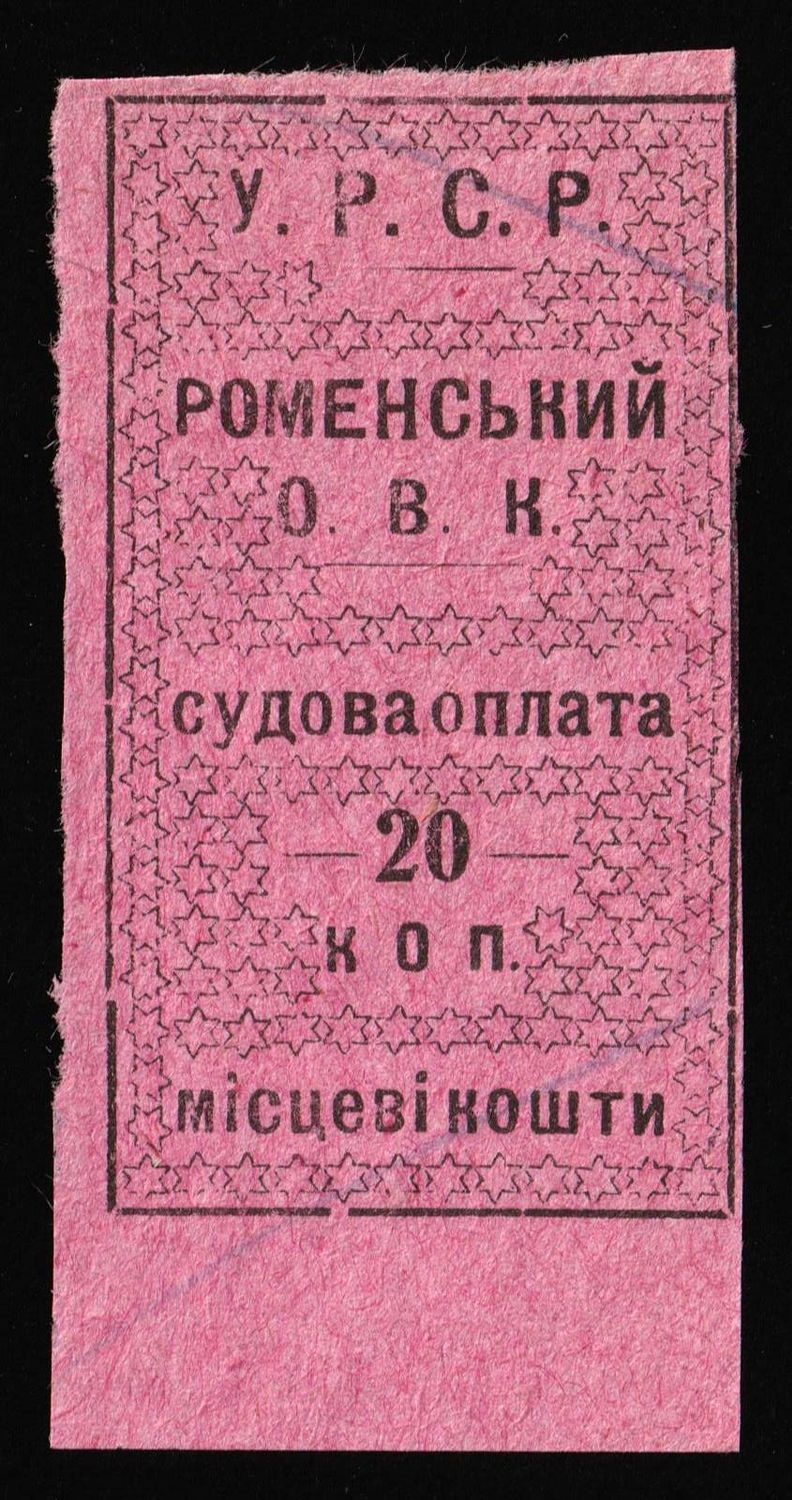 У. Р. С. Р.
РОМЕНСЬКИЙ
О. В. К.
судова оплата
— 20 —
коп.
місцеві кошти